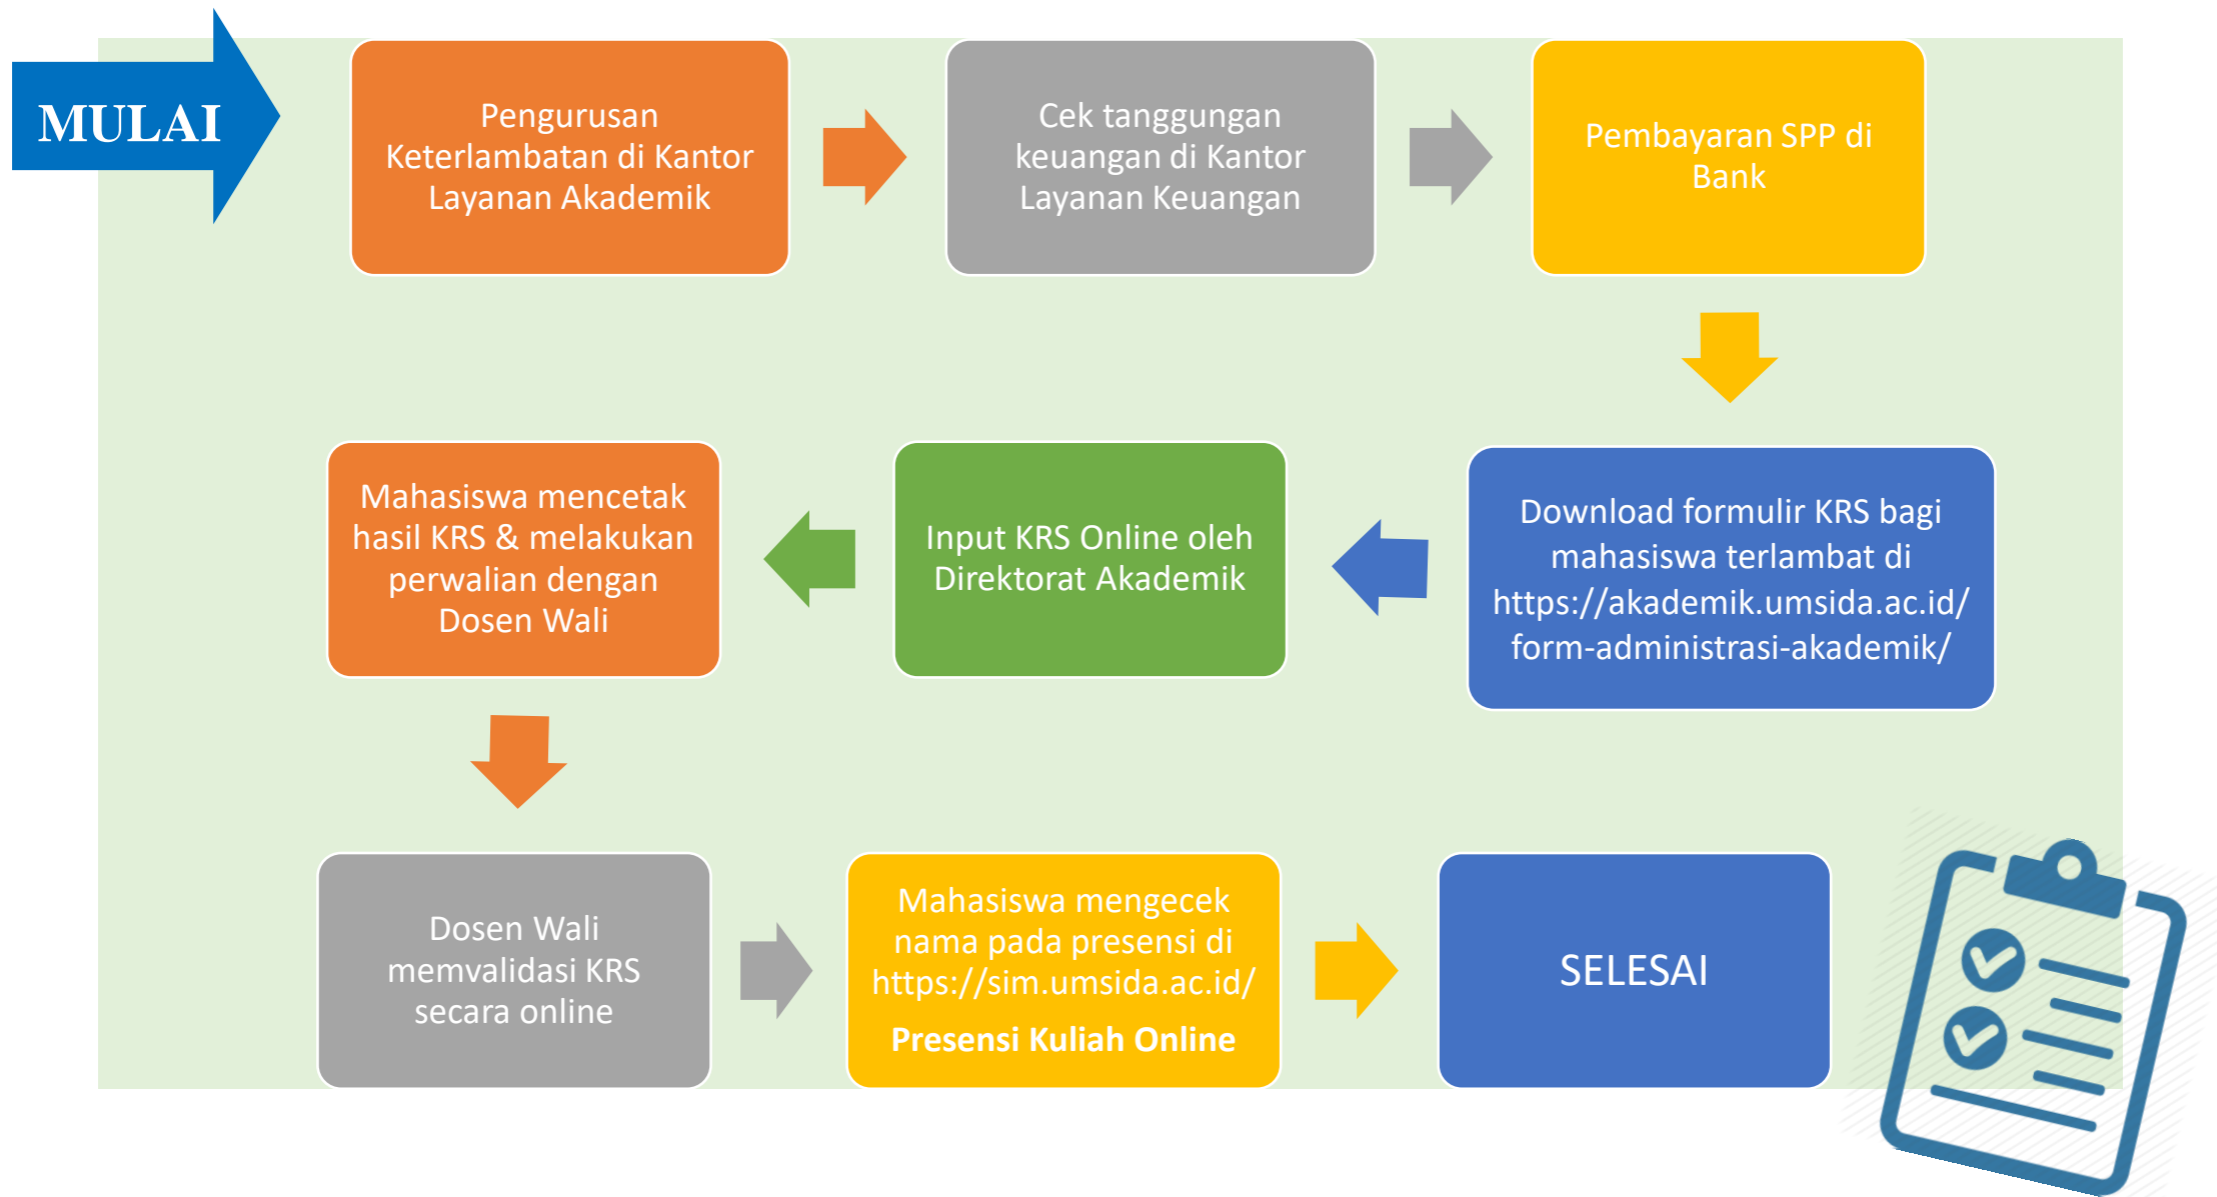 MULAI
Pengurusan
Keterlambatan di Kantor
Layanan Akademik
Cek tanggungan
keuangan di Kantor
Layanan Keuangan
Pembayaran SPP di
Bank
Download formulir KRS bagi
mahasiswa terlambat di
https://akademik.umsida.ac.id/
form-administrasi-akademik/
Input KRS Online oleh
Direktorat Akademik
Mahasiswa mencetak
hasil KRS & melakukan
perwalian dengan
Dosen Wali
Dosen Wali
memvalidasi KRS
secara online
Mahasiswa mengecek
nama pada presensi di
https://sim.umsida.ac.id/
Presensi Kuliah Online
SELESAI